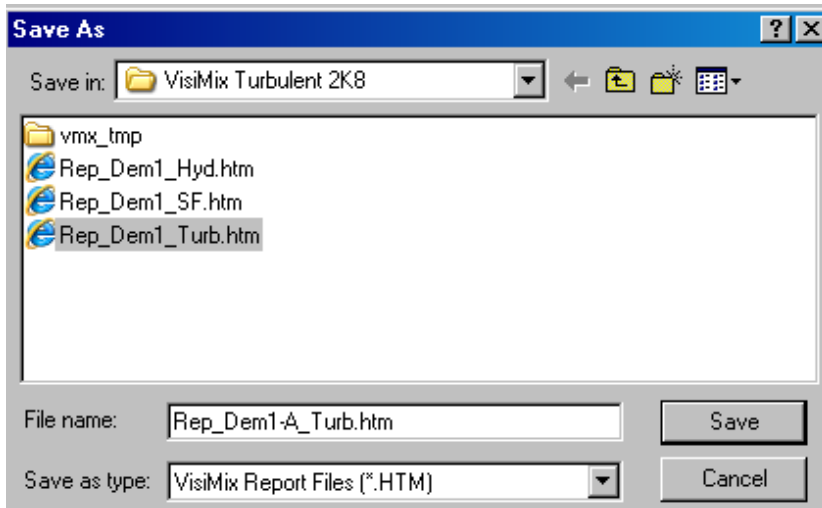 Save As
Save in: VisiMix Turbulent 2K8
vmx_tmp
Rep_Dem1_Hyd.htm
Rep_Dem1_SF.htm
Rep_Dem1_Turb.htm
File name: Rep_Dem1-A_Turb.htm Save
Save as type: VisiMix Report Files (*.HTM) Cancel